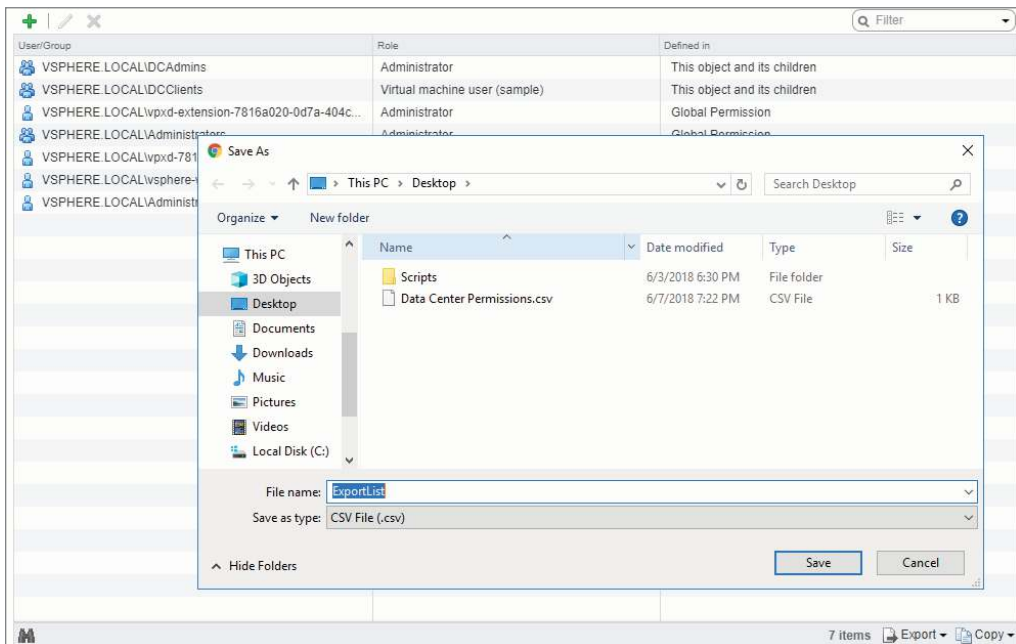 Filter
User/Group Role Defined in
VSPHERE.LOCAL\DCAdmins Administrator This object and its children
VSPHERE.LOCAL\DCClients Virtual machine user (sample) This object and its children
VSPHERE.LOCAL\vpxd-extension-7816a020-0d7a-404c... Administrator Global Permission
VSPHERE.LOCAL\Administrators Administrator Global Permission
VSPHERE.LOCAL\vpxd-781
VSPHERE.LOCAL\vsphere-
VSPHERE.LOCAL\Administ
Save As
This PC > Desktop > Search Desktop
Organize New folder
Name Date modified Type Size
This PC
3D Objects
Desktop
Documents
Downloads
Music
Pictures
Videos
Local Disk (C:)
Scripts 6/3/2018 6:30 PM File folder
Data Center Permissions.csv 6/7/2018 7:22 PM CSV File 1 KB
File name: ExportList
Save as type: CSV File (.csv)
Hide Folders Save Cancel
7 items Export Copy